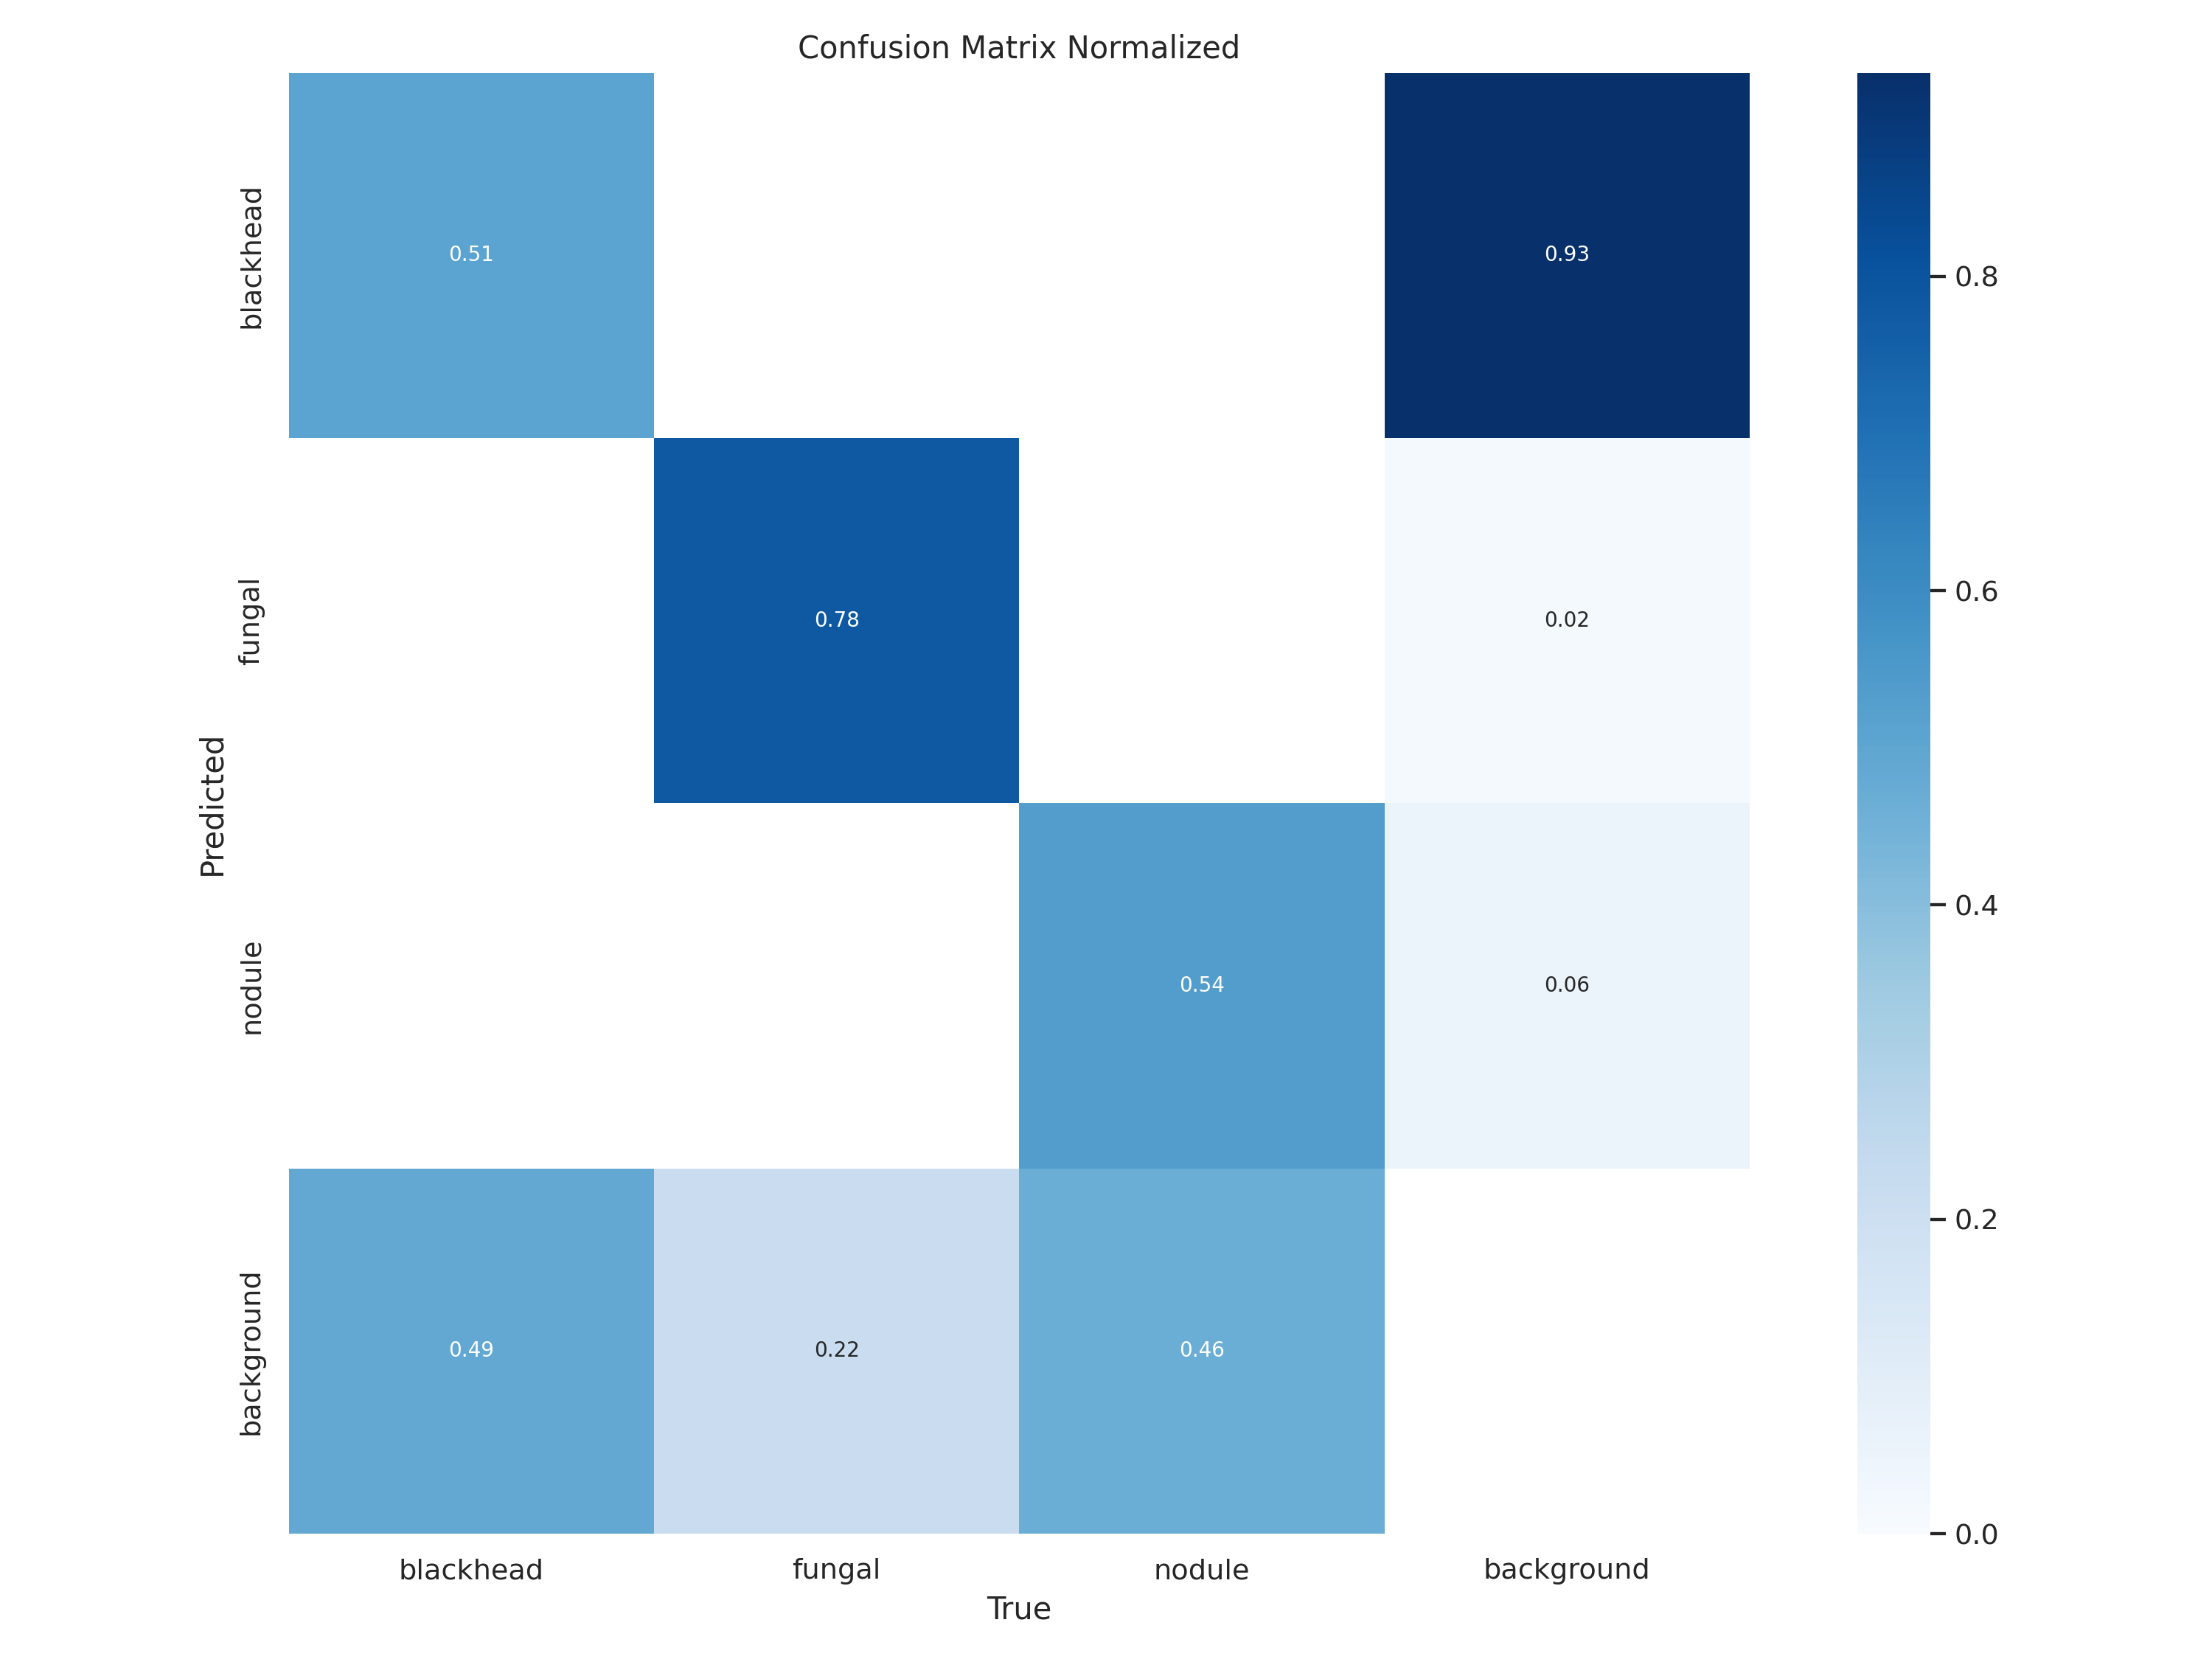 Confusion Matrix Normalized
blackhead
0.51
0.93
fungal
0.78
0.02
nodule
0.54
0.06
background
0.49
0.22
0.46
Predicted
blackhead
fungal
nodule
background
True
0.8
0.6
0.4
0.2
0.0